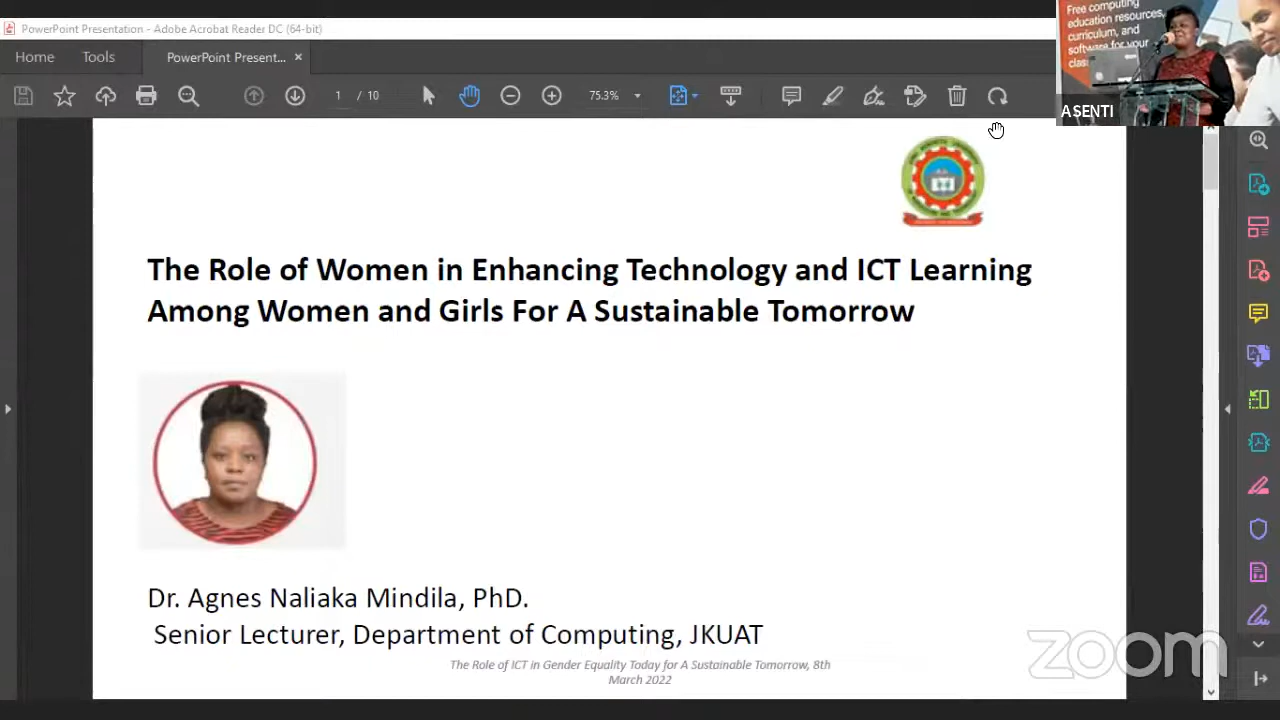 PowerPoint Presentation - Adobe Acrobat Reader DC (64-bit)
Home
Tools
PowerPoint Present... ×
1 / 10
75.3%
Free computing
education resources,
curriculum, and
software for your
ASENTI
The Role of Women in Enhancing Technology and ICT Learning
Among Women and Girls For A Sustainable Tomorrow
Dr. Agnes Naliaka Mindila, PhD.
Senior Lecturer, Department of Computing, JKUAT
The Role of ICT in Gender Equality Today for A Sustainable Tomorrow, 8th
March 2022
zoom